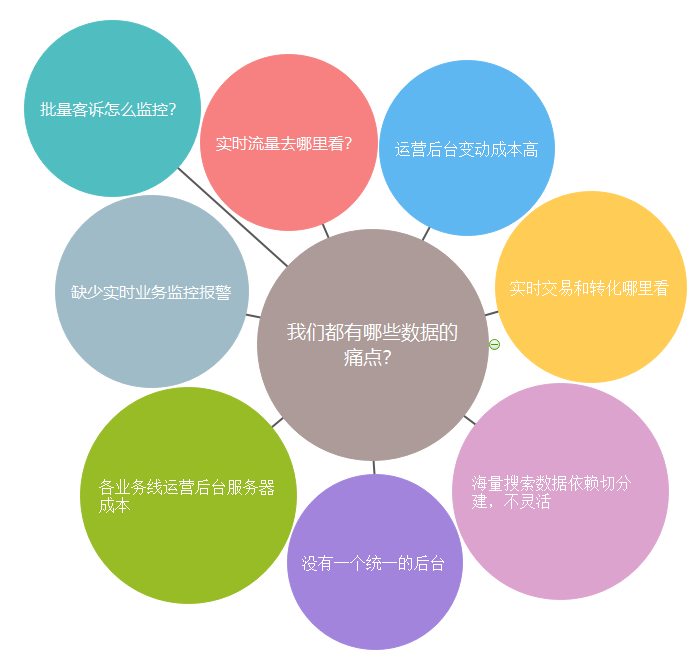 批量客诉怎么监控?
实时流量去哪里看?
运营后台变动成本高
缺少实时业务监控报警
实时交易和转化哪里看
我们都有哪些数据的
痛点?
各业务线运营后台服务器
成本
海量搜索数据依赖切分
建，不灵活
没有一个统一的后台